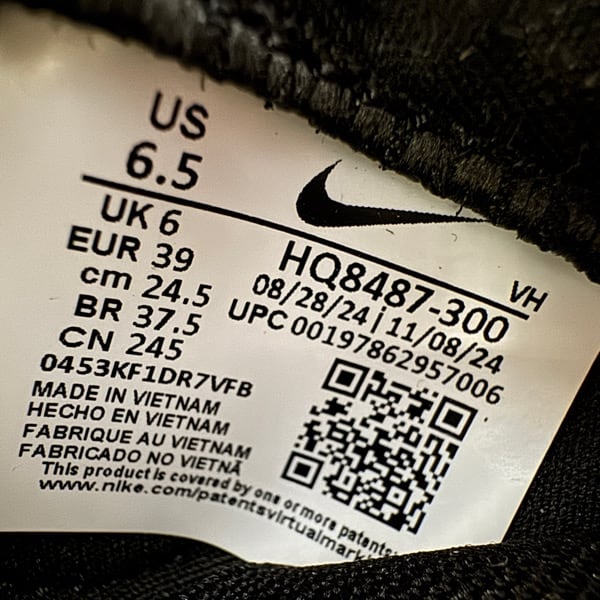 US
6.5
UK 6
EUR 39
cm 24.5
BR 37.5
CN 245
0453KF1DR7VFB
MADE IN VIETNAM
HECHO EN VIETNAM
FABRIQUE AU VIETNAM
FABRICADO NO VIETNÃ
This product is covered by one or more patents:
www.nike.com/patentsvirtualmark
VH
HQ8487-300
08/28/24 | 11/08/24
UPC 00197862957006